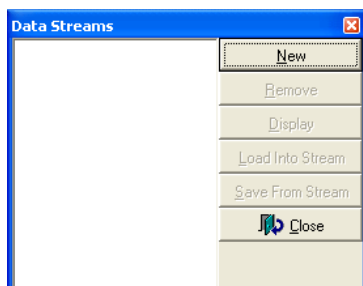 Data Streams
New
Remove
Display
Load Into Stream
Save From Stream
Close